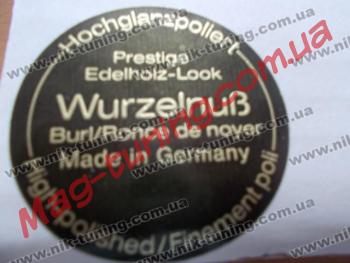 Hochglanzpoliert
Prestige
Edelholz-Look
Wurzelnuß
Burl/Ronce de noyer
Made in Germany
Highpolished/Finement poli
Mag-tuning.com.ua
www.nik-tuning.in.ua